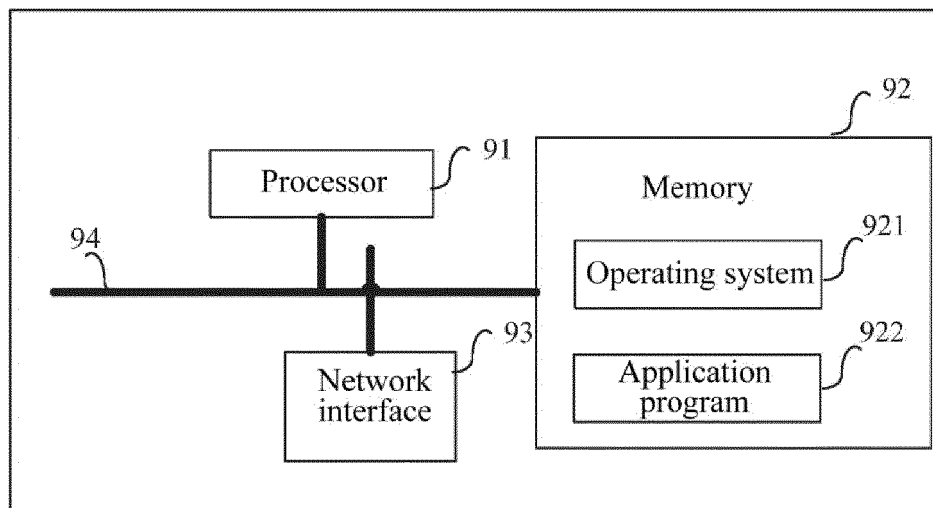 92
91
Processor
Memory
94
921
Operating system
93
922
Network
interface
Application
program